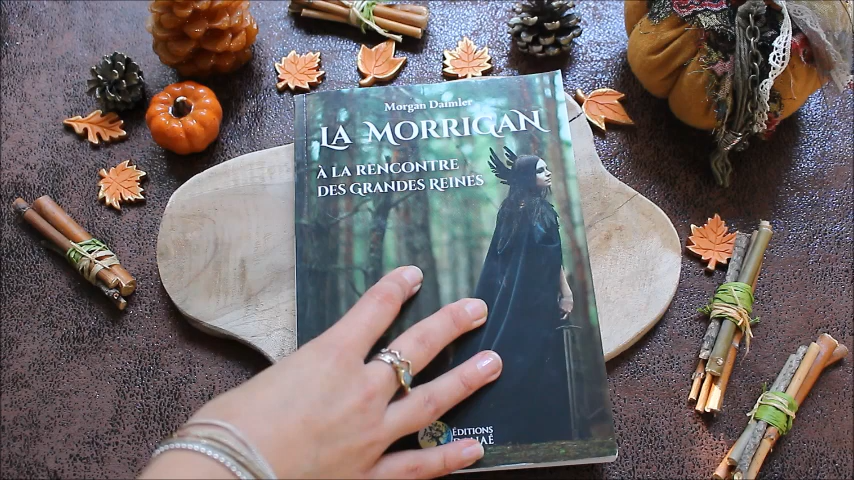 Morgan Daimler
LA MORRIGAN
À LA RENCONTRE
DES GRANDES REINES
ÉDITIONS